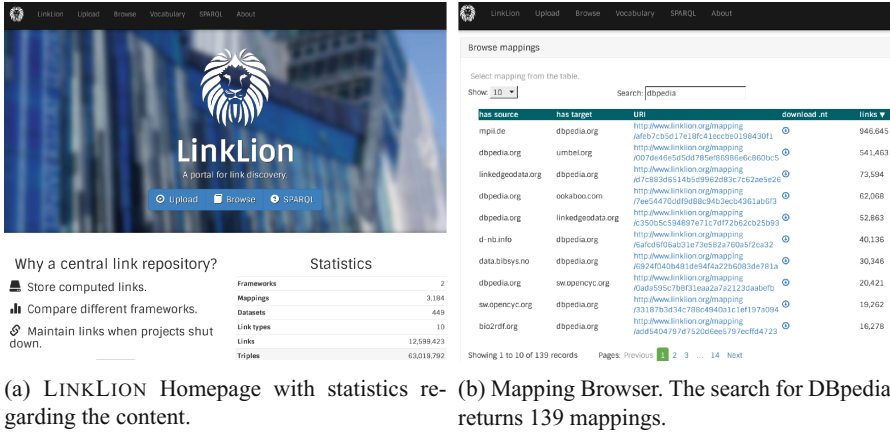 LinkLion Upload Browse Vocabulary SPARQL About
LinkLion
A portal for link discovery.
Upload Browse SPARQL
Why a central link repository?
Store computed links.
Compare different frameworks.
Maintain links when projects shut
down.
Statistics
Frameworks 2
Mappings 3,184
Datasets 449
Link types 10
Links 12,599,423
Triples 63,019,792
(a) LINKLION Homepage with statistics re-
garding the content.
LinkLion Upload Browse Vocabulary SPARQL About
Browse mappings
Select mapping from the table.
Show: 10 Search: dbpedia
has source has target URI download .nt links ▼
mpii.de dbpedia.org http://www.linklion.org/mapping 946,645
/afeb7cb5d17e18fc41eccbe0198430f1
dbpedia.org umbel.org http://www.linklion.org/mapping 541,463
/007de46e5d5dd785ef86986e6c860bc5
linkedgeodata.org dbpedia.org http://www.linklion.org/mapping 73,594
/d7c883d6514b5d9962d83c7c62ae5e26
dbpedia.org ookaboo.com http://www.linklion.org/mapping 62,068
/7ee54470ddf9d88c94b3ecb4361ab6f3
dbpedia.org linkedgeodata.org http://www.linklion.org/mapping 52,863
/c350b5c594897e71c7df72b62cb25b93
d-nb.info dbpedia.org http://www.linklion.org/mapping 40,136
/6afcd6f06ab31e73e582a760a5f2ea32
data.bibsys.no dbpedia.org http://www.linklion.org/mapping 30,346
/6924f040b481de94f4a22b6083de781a
dbpedia.org sw.opencyc.org http://www.linklion.org/mapping 20,421
/0ada595c7b8f31eaa2a7a2123daabefb
sw.opencyc.org dbpedia.org http://www.linklion.org/mapping 19,262
/33187b3d34c788c4940a1c1ef197a094
bio2rdf.org dbpedia.org http://www.linklion.org/mapping 16,278
/add5404797d7520d6ee5797ecffd4723
Showing 1 to 10 of 139 records Pages: Previous 1 2 3 ... 14 Next
(b) Mapping Browser. The search for DBpedia
returns 139 mappings.